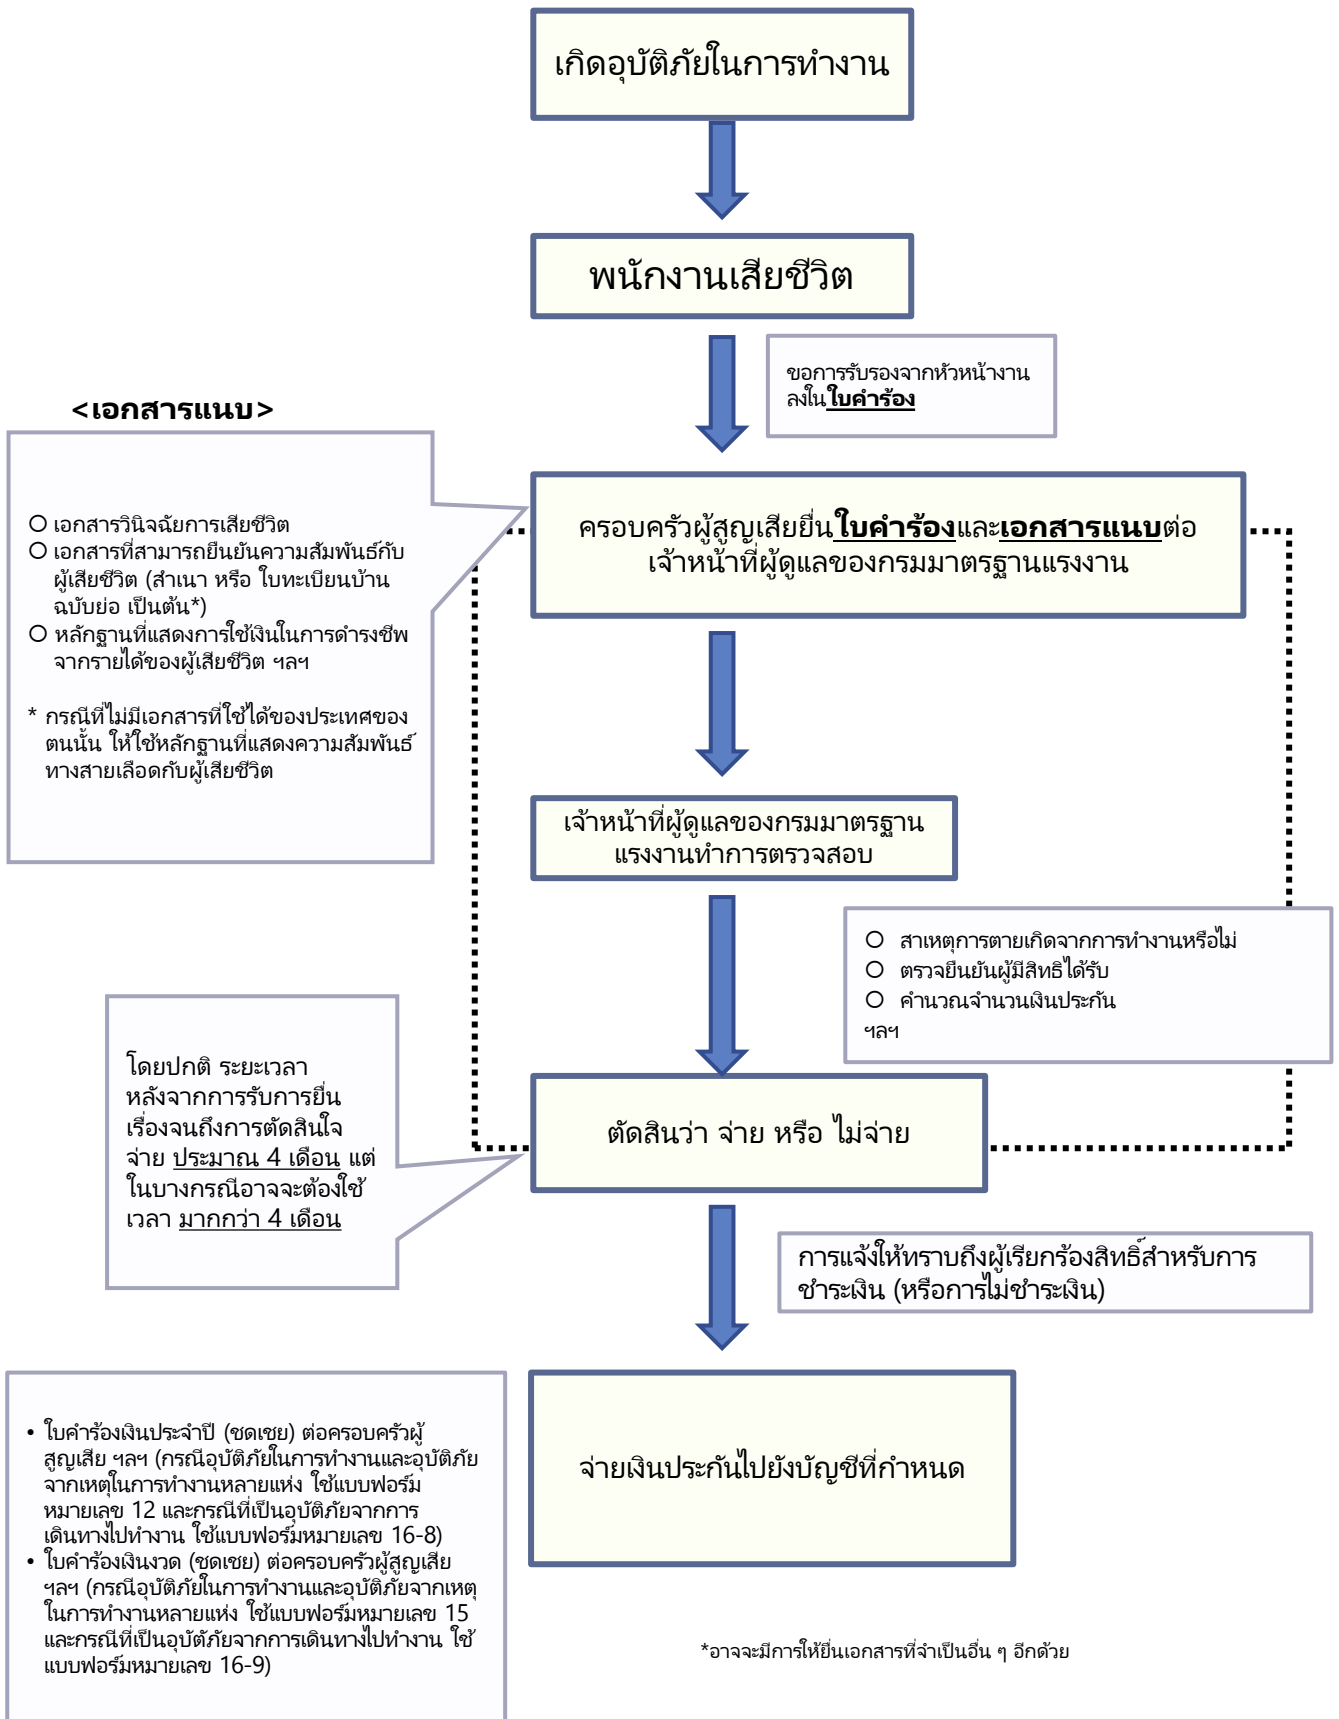 เกิดอุบัติภัยในการทำงาน
พนักงานเสียชีวิต
ขอการรับรองจากหัวหน้างาน
ลงในใบคำร้อง
<เอกสารแนบ>
○ เอกสารวินิจฉัยการเสียชีวิต
○ เอกสารที่สามารถยืนยันความสัมพันธ์กับ
ผู้เสียชีวิต (สำเนา หรือ ใบทะเบียนบ้าน
ฉบับย่อ เป็นต้น*)
○ หลักฐานที่แสดงการใช้เงินในการดำรงชีพ
จากรายได้ของผู้เสียชีวิต ฯลฯ
* กรณีที่ไม่มีเอกสารที่ใช้ได้ของประเทศของ
ตนนั้น ให้ใช้หลักฐานที่แสดงความสัมพันธ์
ทางสายเลือดกับผู้เสียชีวิต
ครอบครัวผู้สูญเสียยื่นใบคำร้องและเอกสารแนบต่อ
เจ้าหน้าที่ผู้ดูแลของกรมมาตรฐานแรงงาน
เจ้าหน้าที่ผู้ดูแลของกรมมาตรฐาน
แรงงานทำการตรวจสอบ
○ สาเหตุการตายเกิดจากการทำงานหรือไม่
○ ตรวจยืนยันผู้มีสิทธิได้รับ
○ คำนวณจำนวนเงินประกัน
ฯลฯ
โดยปกติ ระยะเวลา
หลังจากการรับการยื่น
เรื่องจนถึงการตัดสินใจ
จ่าย ประมาณ 4 เดือน แต่
ในบางกรณีอาจจะต้องใช้
เวลา มากกว่า 4 เดือน
ตัดสินว่า จ่าย หรือ ไม่จ่าย
การแจ้งให้ทราบถึงผู้เรียกร้องสิทธิ์สำหรับการ
ชำระเงิน (หรือการไม่ชำระเงิน)
จ่ายเงินประกันไปยังบัญชีที่กำหนด
• ใบคำร้องเงินประจำปี (ชดเชย) ต่อครอบครัวผู้
สูญเสีย ฯลฯ (กรณีอุบัติภัยในการทำงานและอุบัติภัย
จากเหตุในการทำงานหลายแห่ง ใช้แบบฟอร์ม
หมายเลข 12 และกรณีที่เป็นอุบัติภัยจากการ
เดินทางไปทำงาน ใช้แบบฟอร์มหมายเลข 16-8)
• ใบคำร้องเงินงวด (ชดเชย) ต่อครอบครัวผู้สูญเสีย
ฯลฯ (กรณีอุบัติภัยในการทำงานและอุบัติภัยจากเหตุ
ในการทำงานหลายแห่ง ใช้แบบฟอร์มหมายเลข 15
และกรณีที่เป็นอุบัตัภัยจากการเดินทางไปทำงาน ใช้
แบบฟอร์มหมายเลข 16-9)
*อาจจะมีการให้ยื่นเอกสารที่จำเป็นอื่น ๆ อีกด้วย